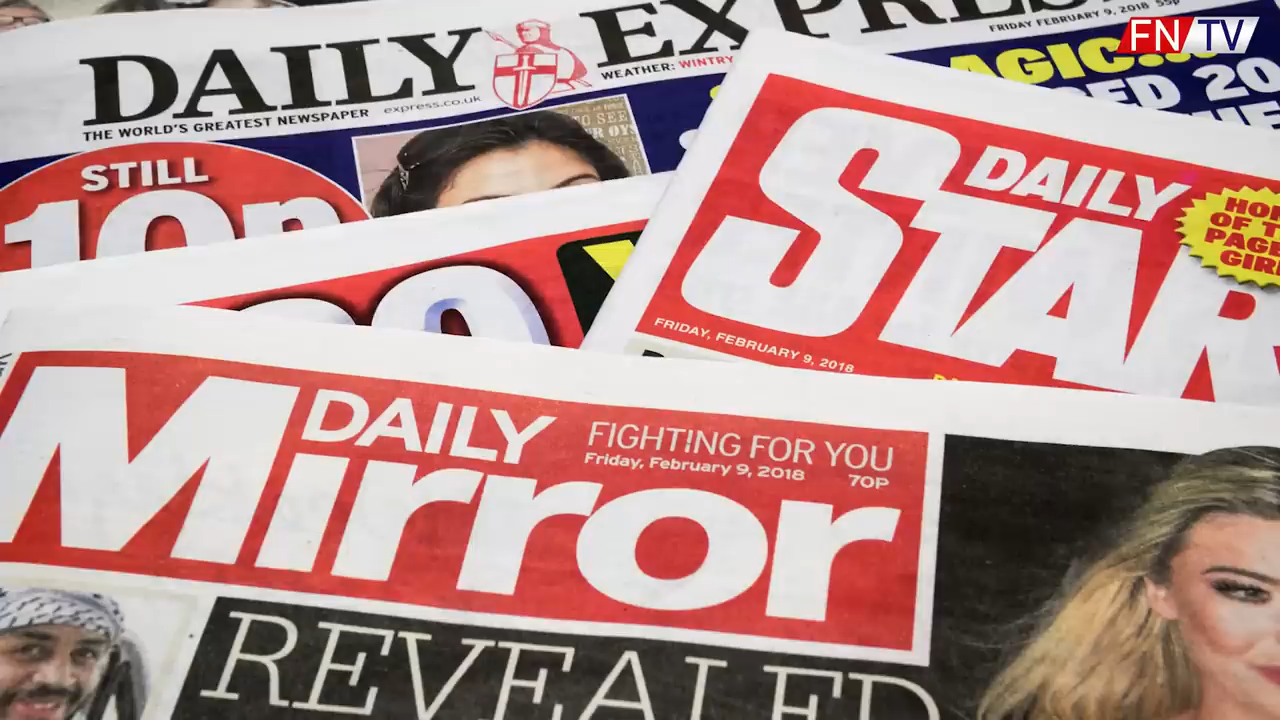 DAILY EXPRES
THE WORLD'S GREATEST NEWSPAPER express.co.uk
WEATHER: WINTRY
FRIDAY FEBRUARY 9, 2018 55p
FNTV
STILL
10p
DAILY
STAR
FRIDAY, FEBRUARY 9, 2018
DAILY
Mirror
FIGHTING FOR YOU
Friday, February 9, 2018 70P
REVEALED